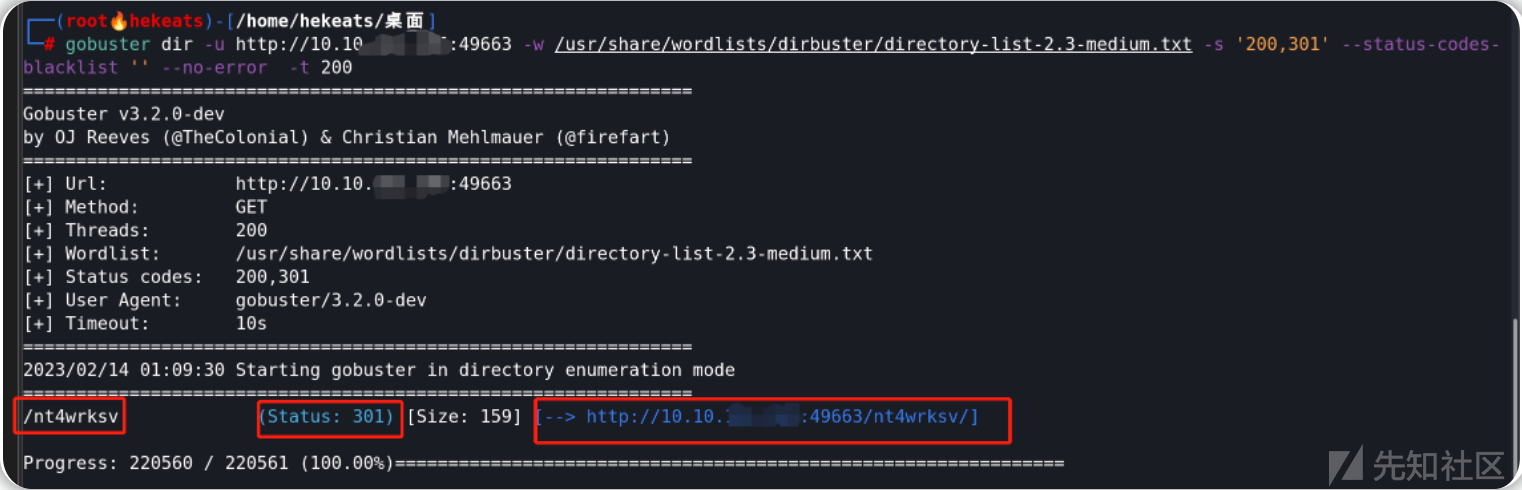 (root🔥hekeats)-[/home/hekeats/桌面]
# gobuster dir -u http://10.10. :49663 -w /usr/share/wordlists/dirbuster/directory-list-2.3-medium.txt -s '200,301' --status-codes-
blacklist '' --no-error -t 200
===============================================================
Gobuster v3.2.0-dev
by OJ Reeves (@TheColonial) & Christian Mehlmauer (@firefart)
===============================================================
[+] Url: http://10.10. :49663
[+] Method: GET
[+] Threads: 200
[+] Wordlist: /usr/share/wordlists/dirbuster/directory-list-2.3-medium.txt
[+] Status codes: 200,301
[+] User Agent: gobuster/3.2.0-dev
[+] Timeout: 10s
===============================================================
2023/02/14 01:09:30 Starting gobuster in directory enumeration mode
===============================================================
/nt4wrksv (Status: 301) [Size: 159] [--> http://10.10. :49663/nt4wrksv/]
Progress: 220560 / 220561 (100.00%)===============================================================
先知社区